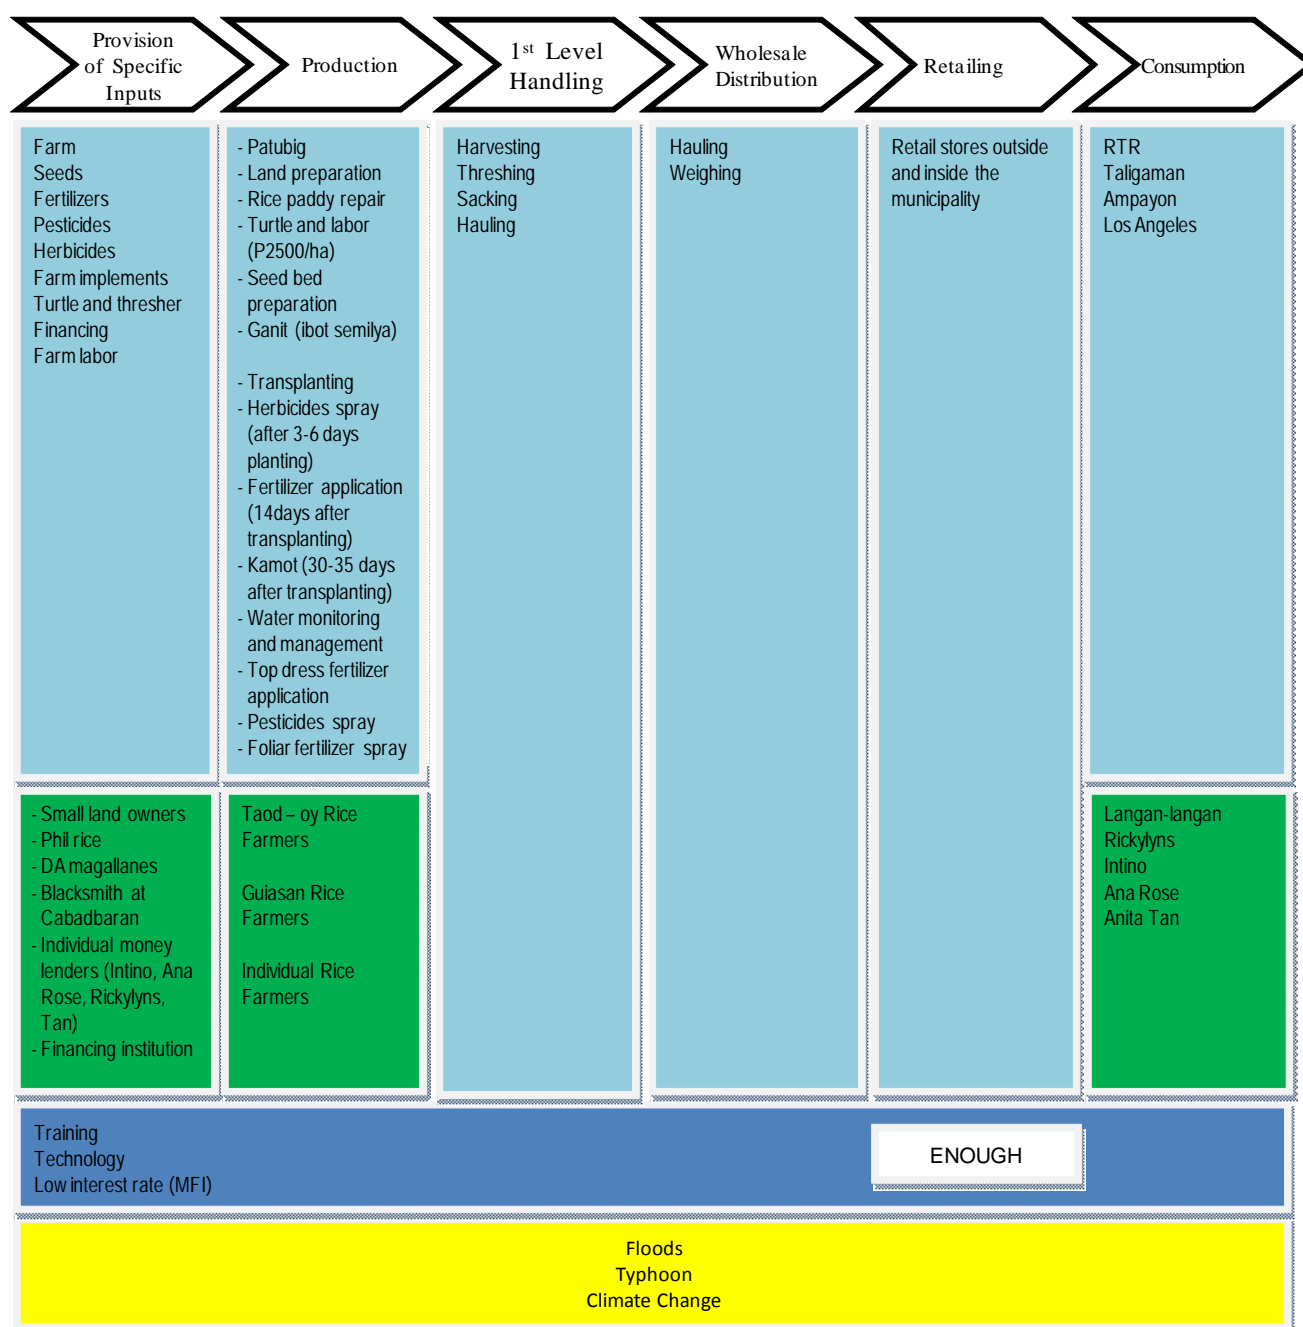 Provision
of Specific
Inputs
Production
1st Level
Handling
Wholesale
Distribution
Retailing
Consumption
Farm
Seeds
Fertilizers
Pesticides
Herbicides
Farm implements
Turtle and thresher
Financing
Farm labor
- Patubig
- Land preparation
- Rice paddy repair
- Turtle and labor
(P2500/ha)
- Seed bed
preparation
- Ganit (ibot semilya)
- Transplanting
- Herbicides spray
(after 3-6 days
planting)
- Fertilizer application
(14days after
transplanting)
- Kamot (30-35 days
after transplanting)
- Water monitoring
and management
- Top dress fertilizer
application
- Pesticides spray
- Foliar fertilizer spray
Harvesting
Threshing
Sacking
Hauling
Hauling
Weighing
Retail stores outside
and inside the
municipality
RTR
Taligaman
Ampayon
Los Angeles
- Small land owners
- Phil rice
- DA magallanes
- Blacksmith at
Cabadbaran
- Individual money
lenders (Intino, Ana
Rose, Rickylyns,
Tan)
- Financing institution
Taod – oy Rice
Farmers
Guiasan Rice
Farmers
Individual Rice
Farmers
Langan-langan
Rickylyns
Intino
Ana Rose
Anita Tan
Training
Technology
Low interest rate (MFI)
ENOUGH
Floods
Typhoon
Climate Change